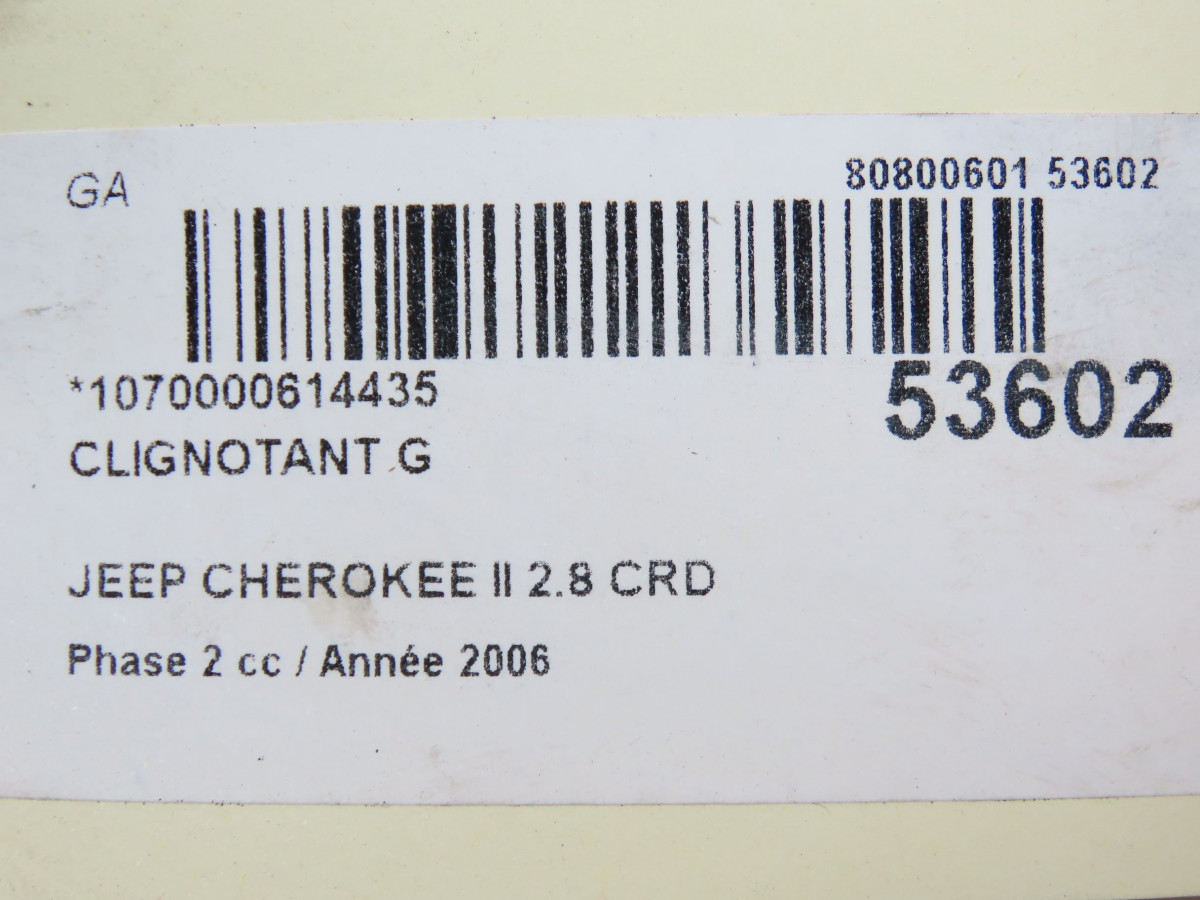 GA
80800601 53602
*1070000614435
53602
CLIGNOTANT G
JEEP CHEROKEE II 2.8 CRD
Phase 2 cc / Année 2006